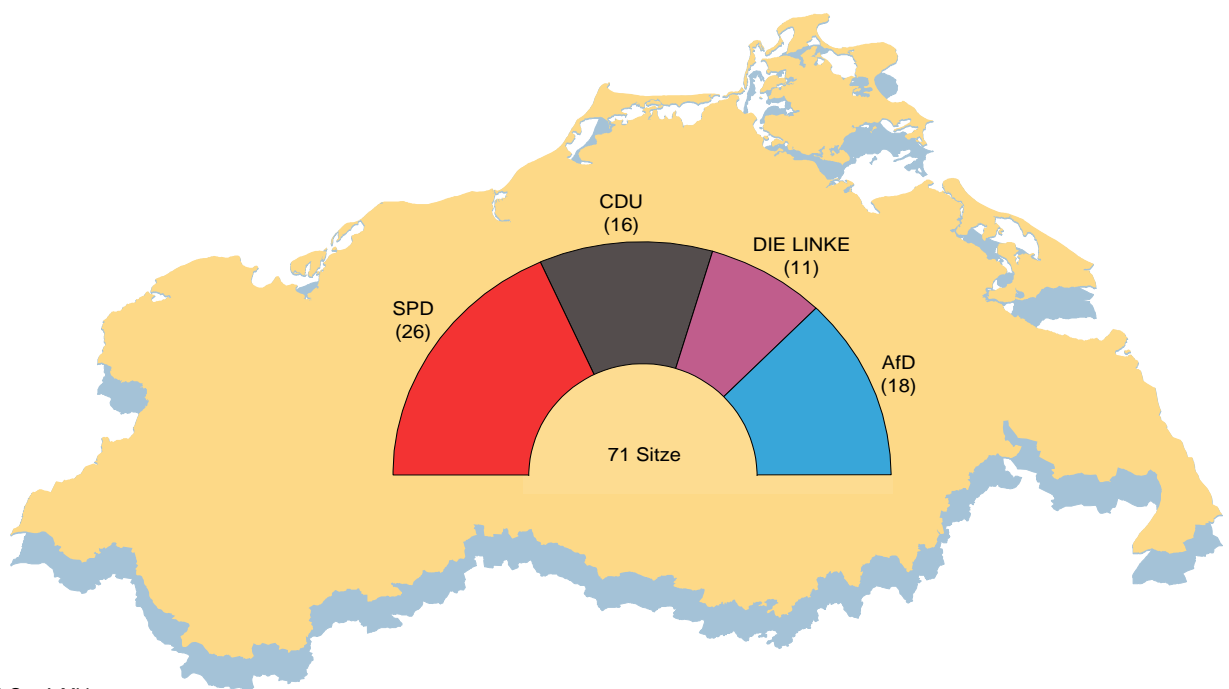 CDU
(16)
DIE LINKE
(11)
SPD
(26)
AfD
(18)
71 Sitze